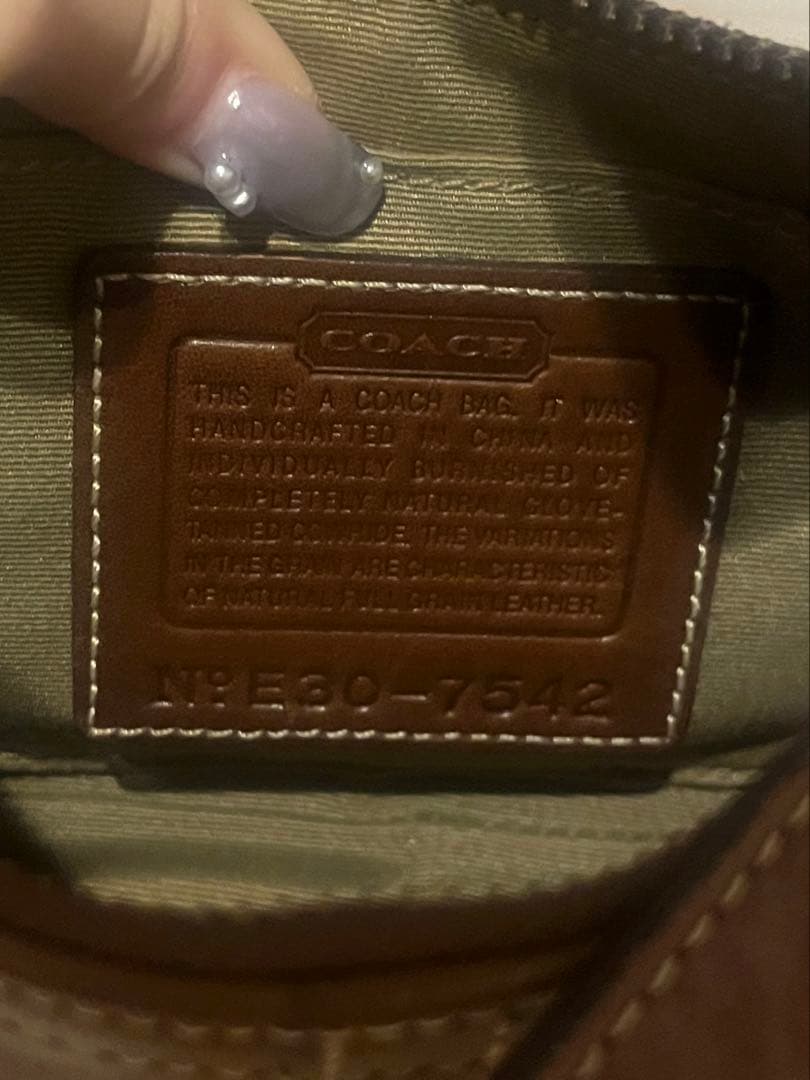 COACH
THIS IS A COACH BAG. IT WAS
HANDCRAFTED IN CHINA AND
INDIVIDUALLY BURNISHED OF
COMPLETELY NATURAL GLOVE-
TANNED COWHIDE. THE VARIATIONS
IN THE GRAIN ARE CHARACTERISTIC
OF NATURAL FULL GRAIN LEATHER.
Nº E3O-7542